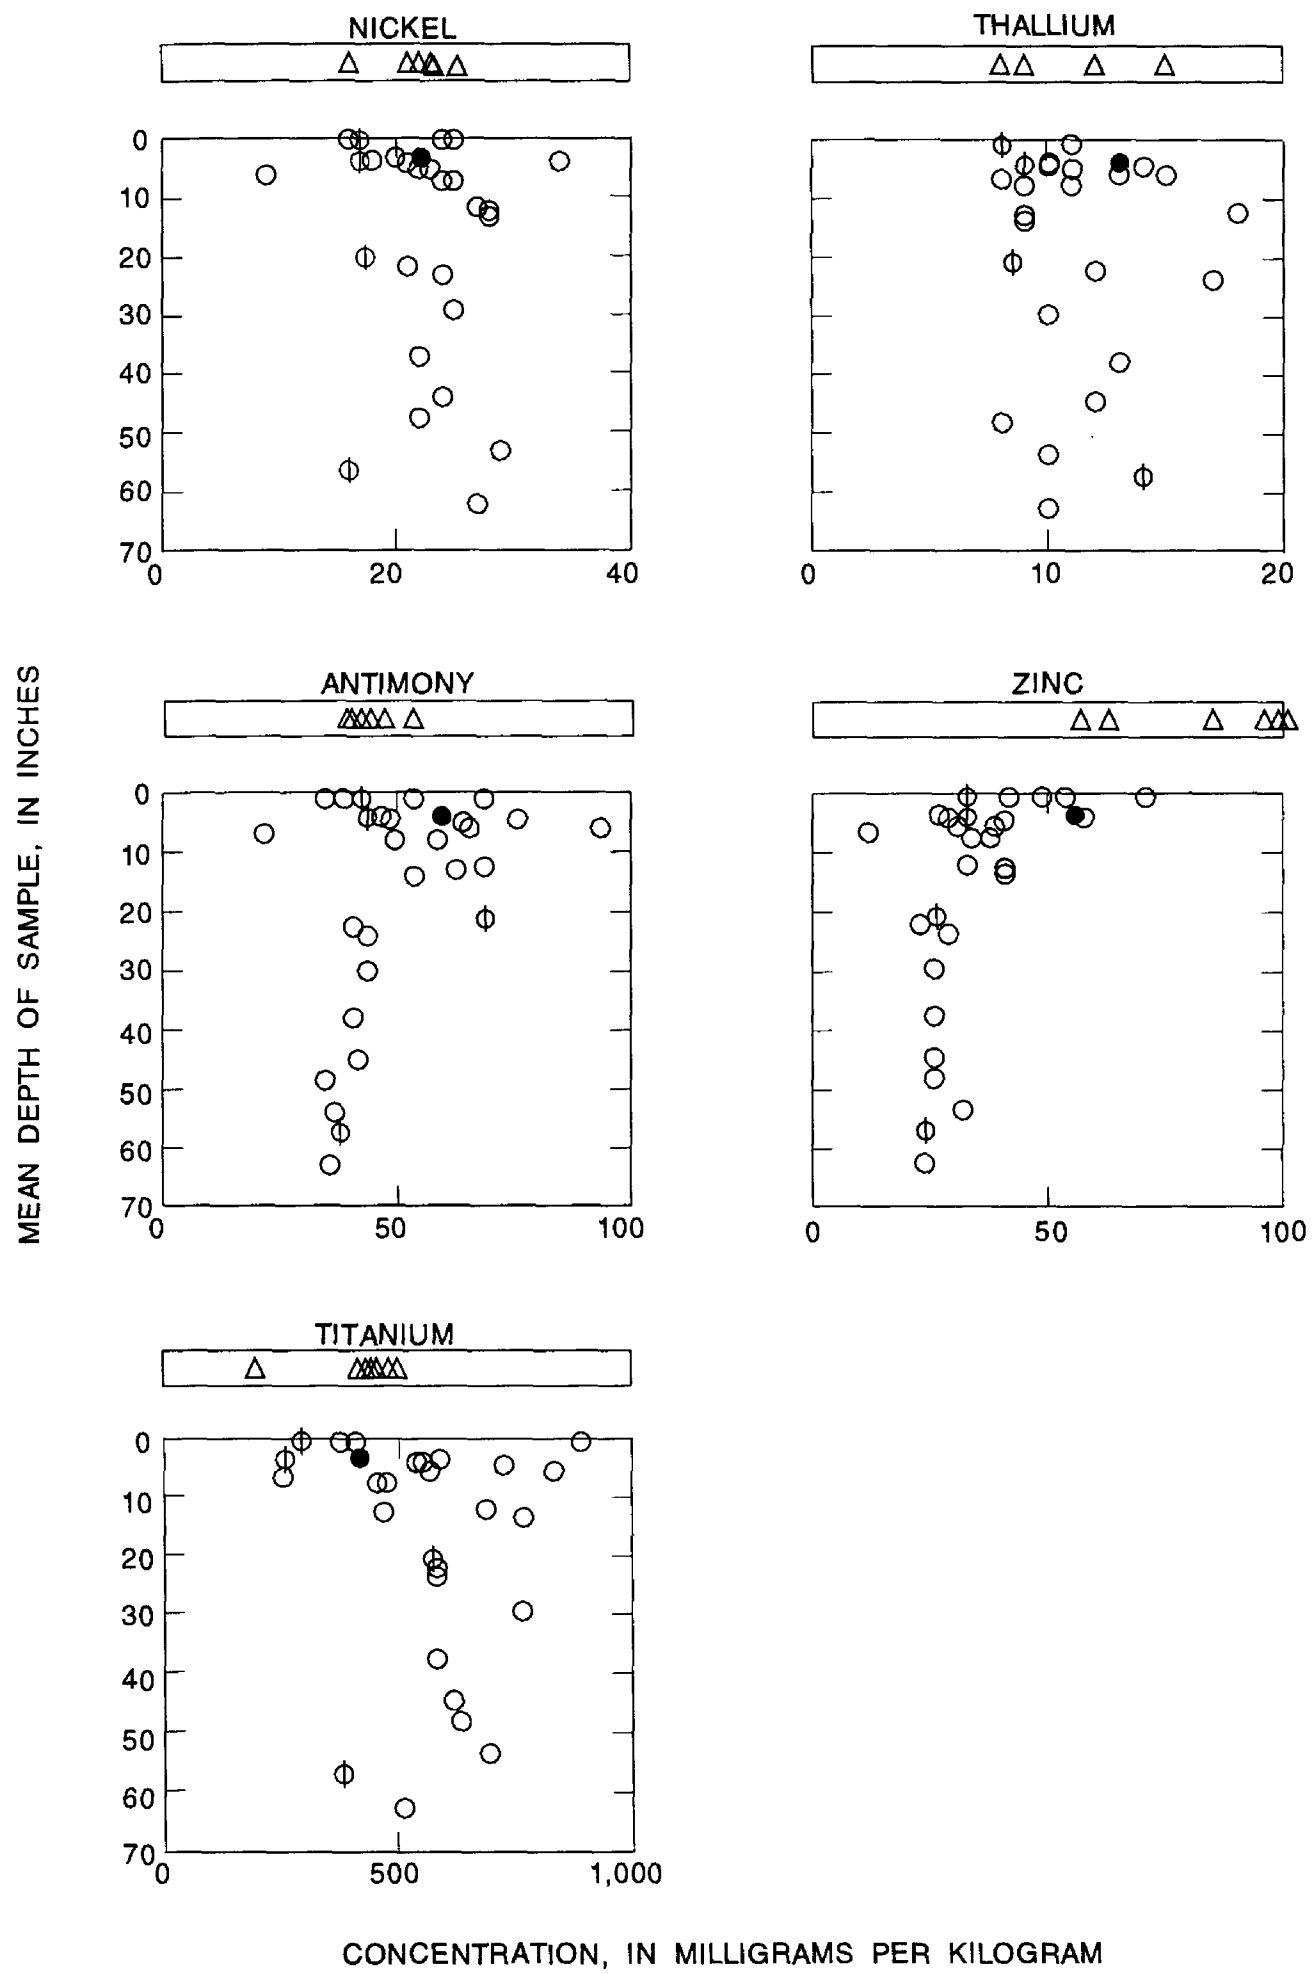 NICKEL
THALLIUM
0
10
20
30
40
50
60
70
0 20 40
0 10 20
MEAN DEPTH OF SAMPLE, IN INCHES
ANTIMONY
ZINC
0
10
20
30
40
50
60
70
0 50 100
0 50 100
TITANIUM
0
10
20
30
40
50
60
70
0 500 1,000
CONCENTRATION, IN MILLIGRAMS PER KILOGRAM